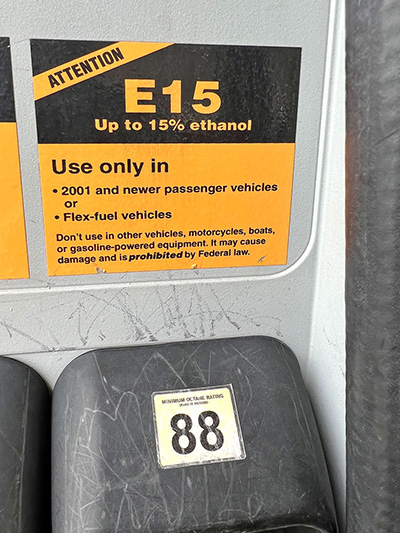 ATTENTION
E15
Up to 15% ethanol
Use only in
• 2001 and newer passenger vehicles
or
• Flex-fuel vehicles
Don't use in other vehicles, motorcycles, boats,
or gasoline-powered equipment. It may cause
damage and is prohibited by Federal law.
MINIMUM OCTANE RATING
88